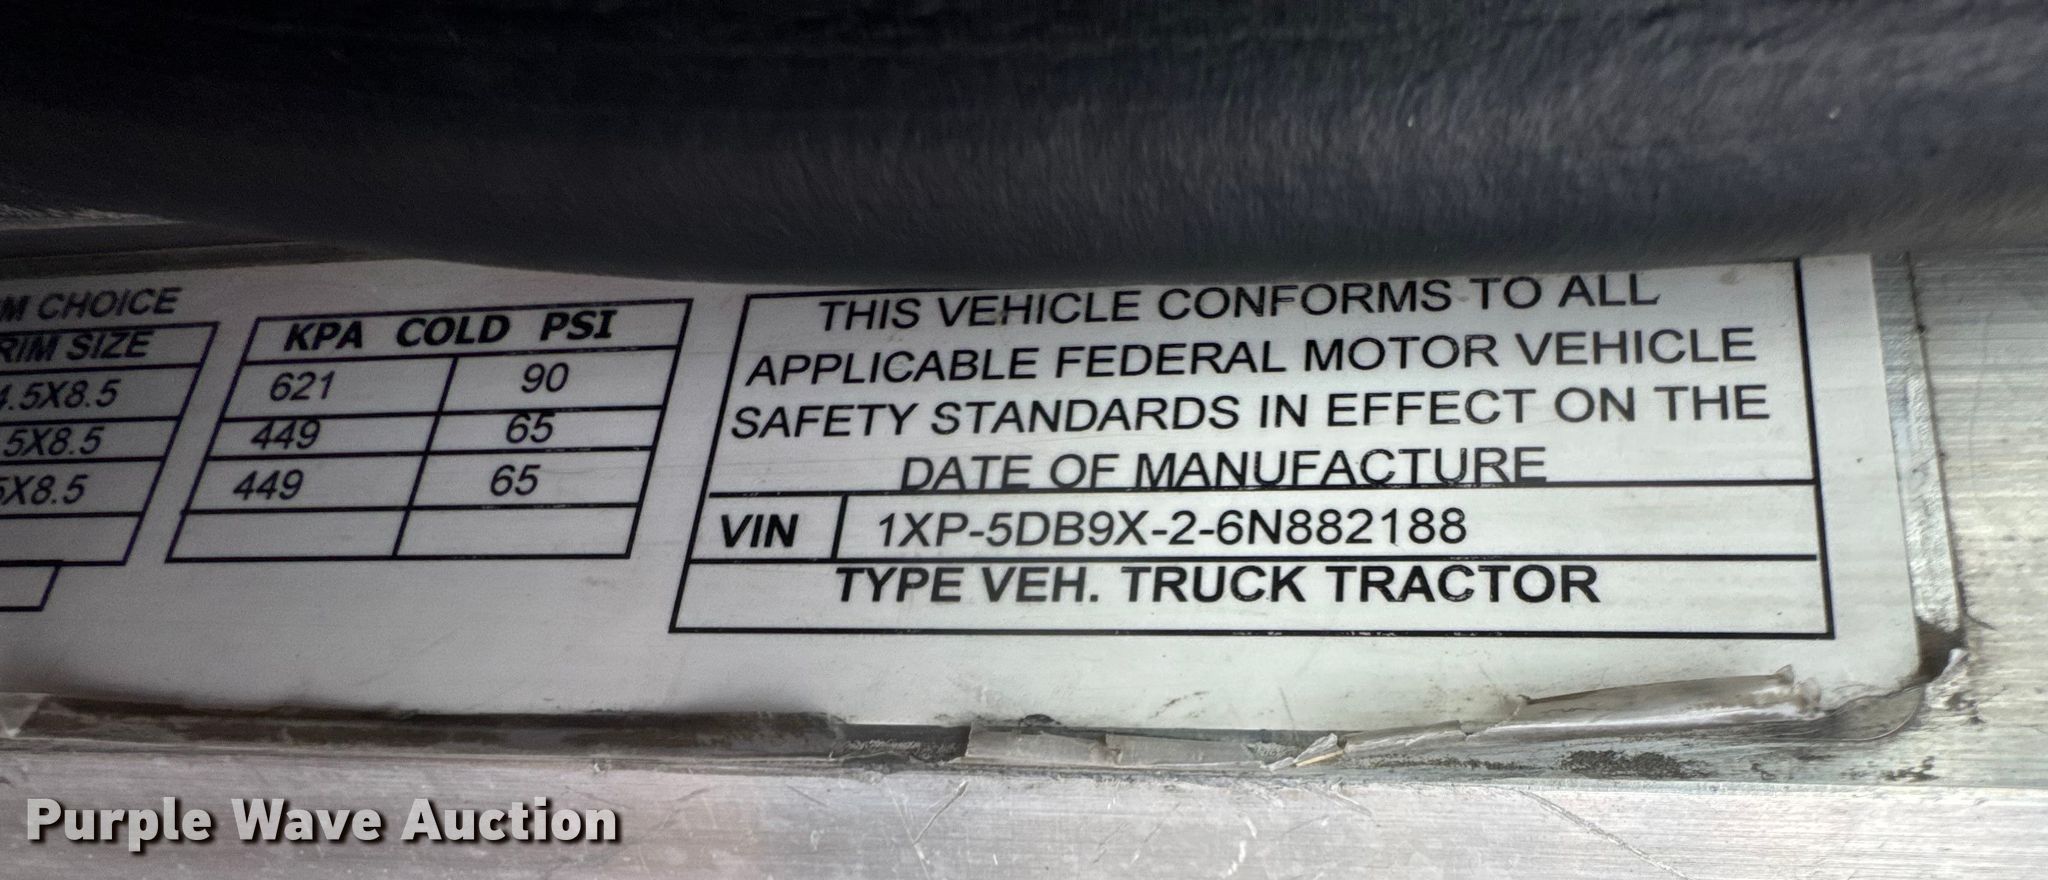 M CHOICE
RIM SIZE
4.5X8.5
.5X8.5
5X8.5
KPA COLD PSI
621 90
449 65
449 65
THIS VEHICLE CONFORMS TO ALL
APPLICABLE FEDERAL MOTOR VEHICLE
SAFETY STANDARDS IN EFFECT ON THE
DATE OF MANUFACTURE
VIN 1XP-5DB9X-2-6N882188
TYPE VEH. TRUCK TRACTOR
Purple Wave Auction